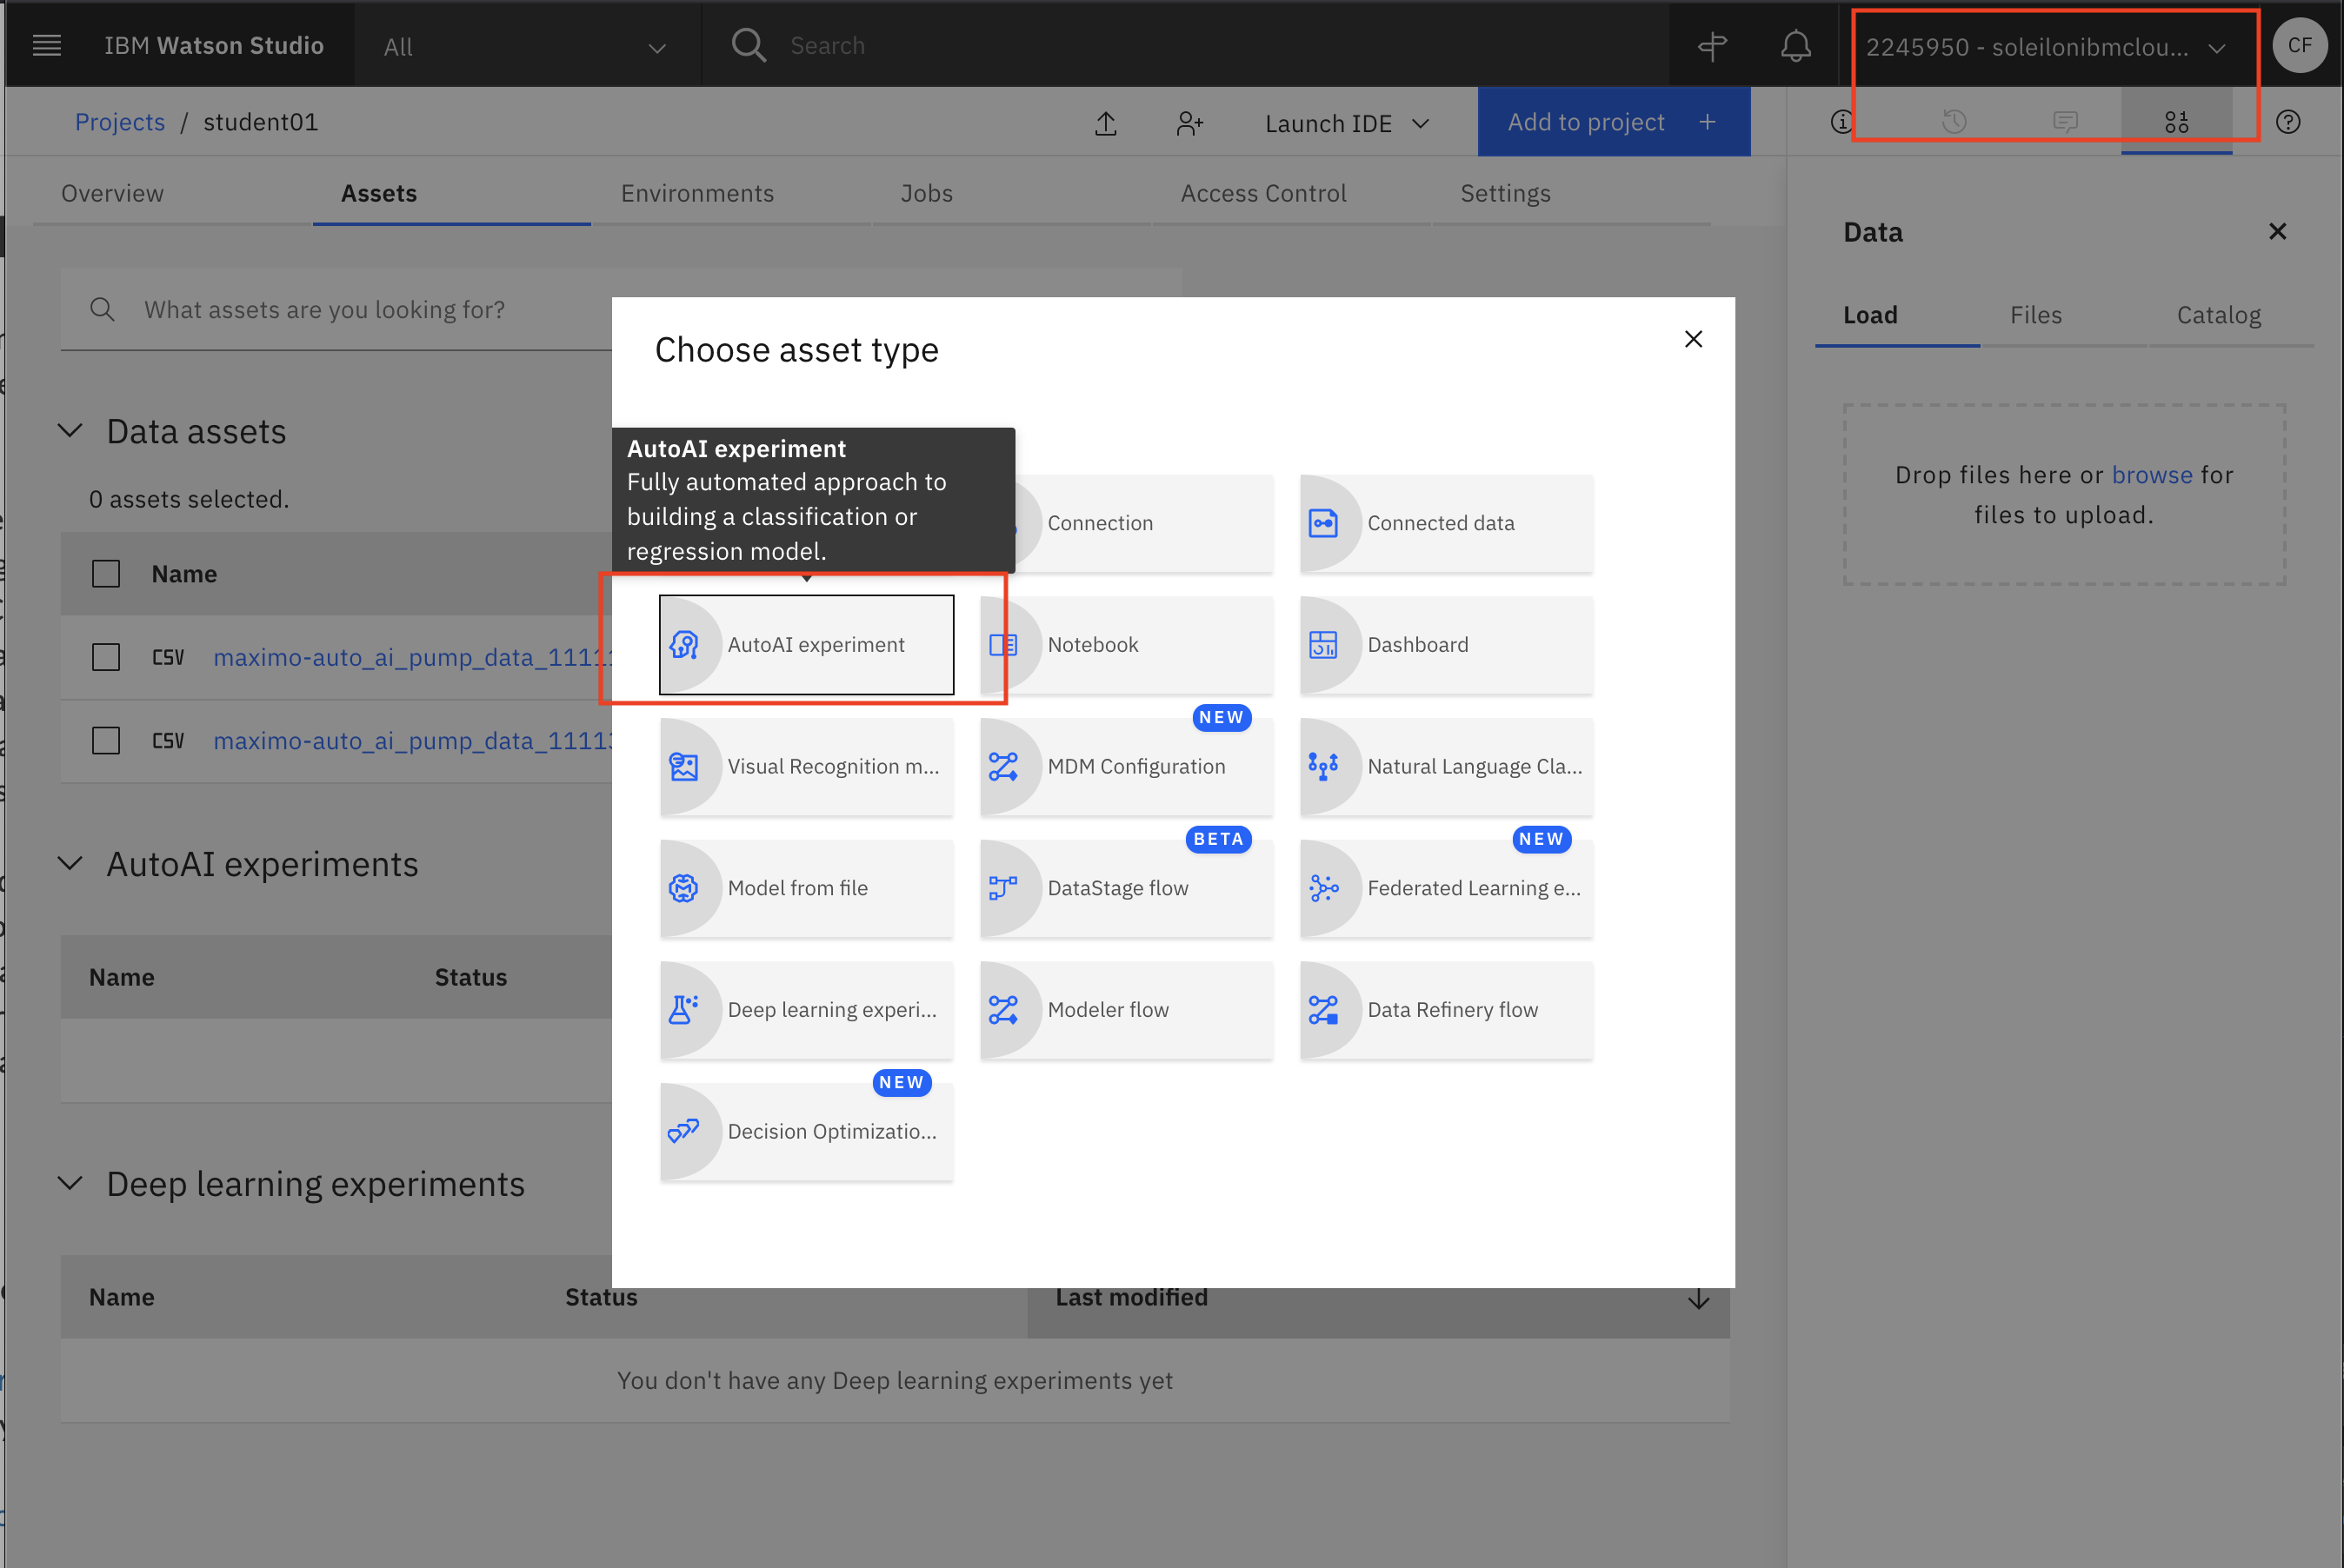 IBM Watson Studio
All
Search
2245950 - soleilonibmclou...
CF
Projects / student01
Launch IDE
Add to project +
Overview
Assets
Environments
Jobs
Access Control
Settings
What assets are you looking for?
Data assets
0 assets selected.
Name
CSV maximo-auto_ai_pump_data_1111
CSV maximo-auto_ai_pump_data_1111
AutoAI experiments
Name
Status
Deep learning experiments
Name
Status
Last modified
You don't have any Deep learning experiments yet
Choose asset type
AutoAI experiment
Fully automated approach to
building a classification or
regression model.
Connection
Connected data
AutoAI experiment
Notebook
Dashboard
Visual Recognition m...
NEW
MDM Configuration
Natural Language Cla...
Model from file
BETA
DataStage flow
NEW
Federated Learning e...
Deep learning experi...
Modeler flow
Data Refinery flow
NEW
Decision Optimizatio...
Data
Load
Files
Catalog
Drop files here or browse for
files to upload.